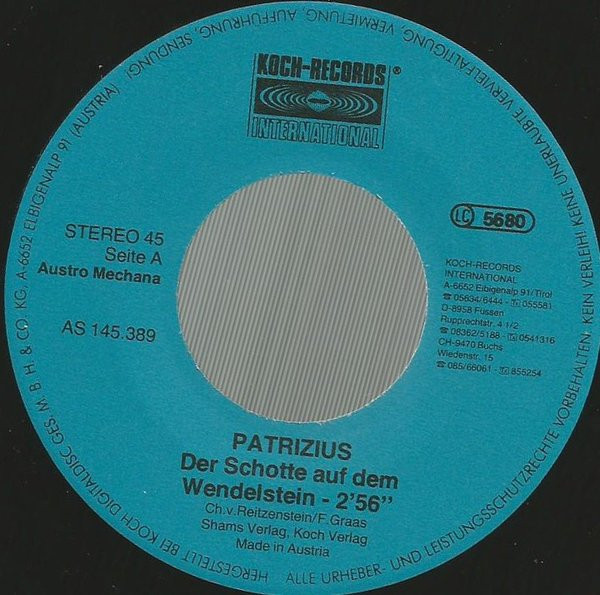 KOCH-RECORDS ®
INTERNATIONAL
STEREO 45
Seite A
Austro Mechana
AS 145.389
LC 5680
KOCH-RECORDS
INTERNATIONAL
A-6652 Elbigenalp 91/Tirol
☎ 05634/6444 - 055583
D-8958 Füssen
Rupprechtstr. 4 1/2
☎ 08362/5188 - 0541316
CH-9470 Buchs
Wiedenstr. 15
☎ 085/66061 - 855254
PATRIZIUS
Der Schotte auf dem
Wendelstein - 2'56"
Ch.v.Reitzenstein/F.Graas
Shams Verlag, Koch Verlag
Made in Austria
HERGESTELLT BEI KOCH DIGITALDISC GES. M. B. H. & CO. KG, A-6652 ELBIGENALP 91 (AUSTRIA)
ALLE URHEBER- UND LEISTUNGSSCHUTZRECHTE VORBEHALTEN. KEIN VERLEIH! KEINE UNERLAUBTE VERVIELFÄLTIGUNG, VERMIETUNG, AUFFÜHRUNG, SENDUNG!